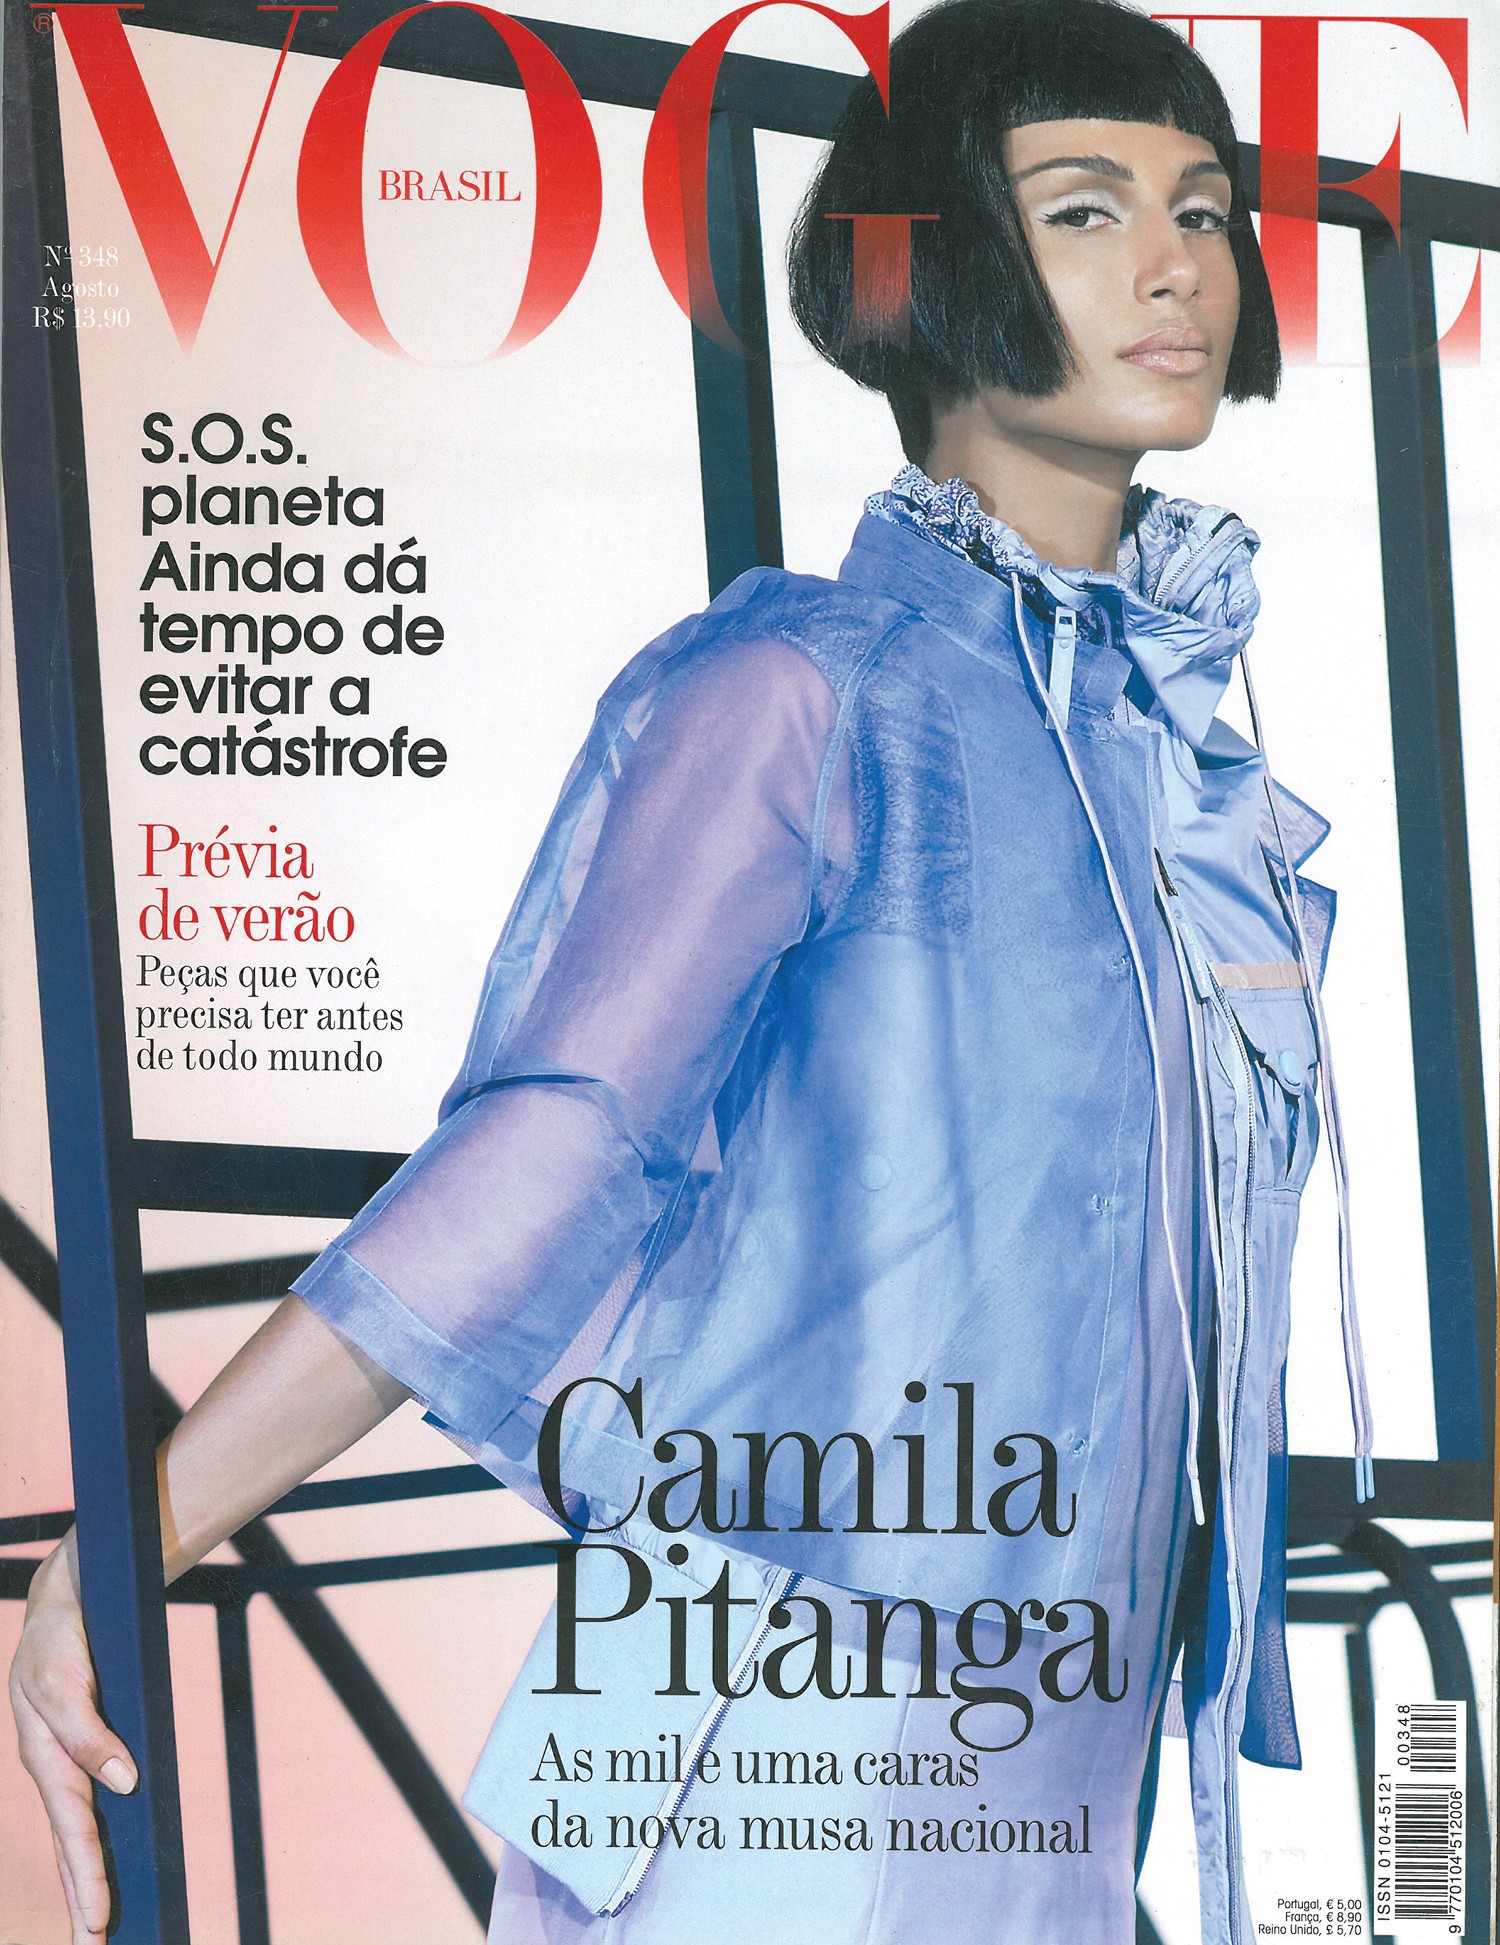 ®
VOGUE
BRASIL
Nº 348
Agosto
R$ 13,90
S.O.S.
planeta
Ainda dá
tempo de
evitar a
catástrofe
Prévia
de verão
Peças que você
precisa ter antes
de todo mundo
Camila
Pitanga
As mil e uma caras
da nova musa nacional
Portugal, € 5,00
França, € 8,90
Reino Unido, £ 5,70
ISSN 0104-5121
00348
9 770104 512006